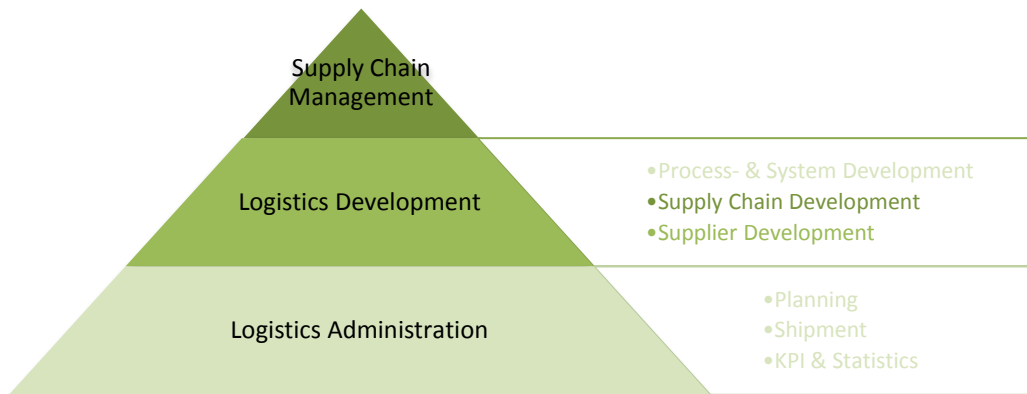 Supply Chain
Management
Logistics Development
•Process- & System Development
•Supply Chain Development
•Supplier Development
Logistics Administration
•Planning
•Shipment
•KPI & Statistics